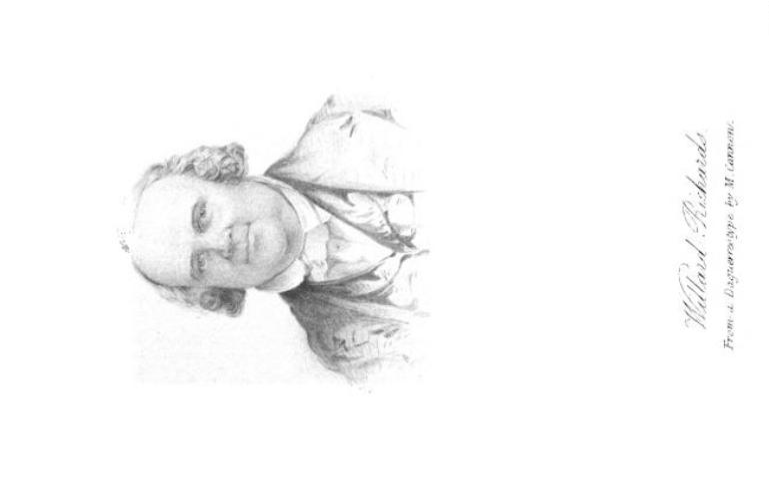 Willard Richards.
From a Daguerreotype by M. Cannon.